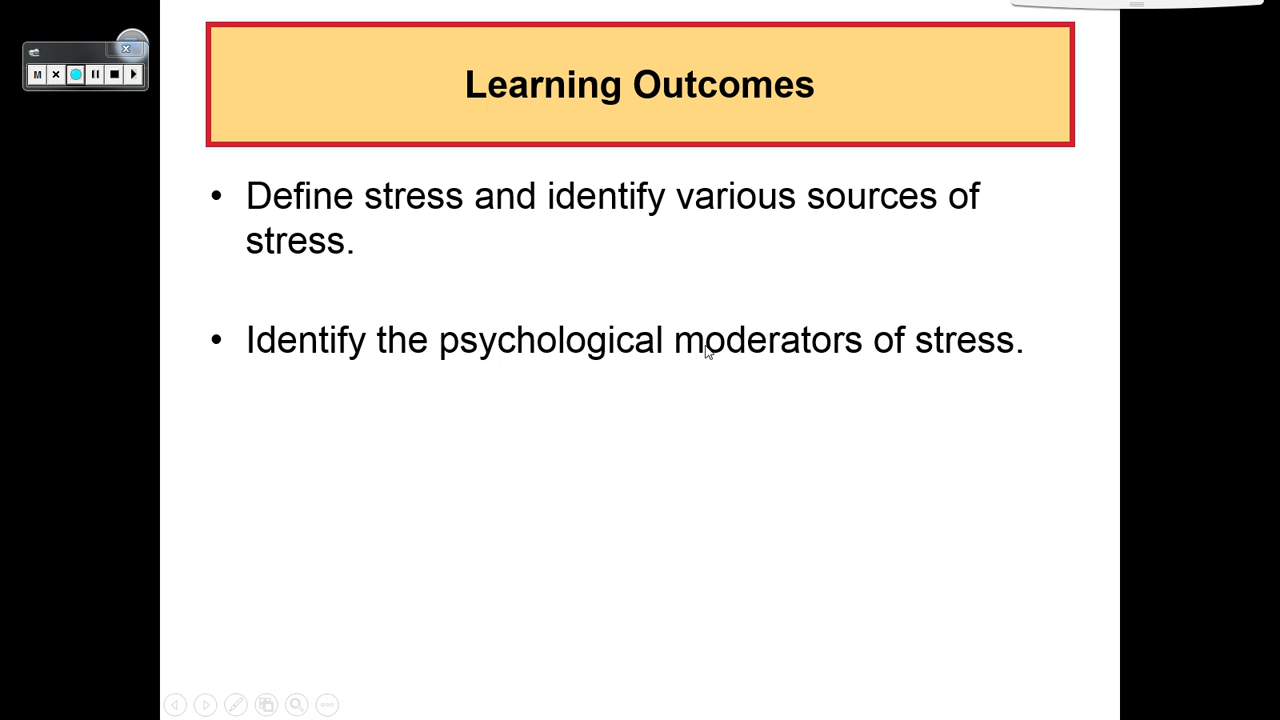 Learning Outcomes
M
• Define stress and identify various sources of
stress.
• Identify the psychological moderators of stress.